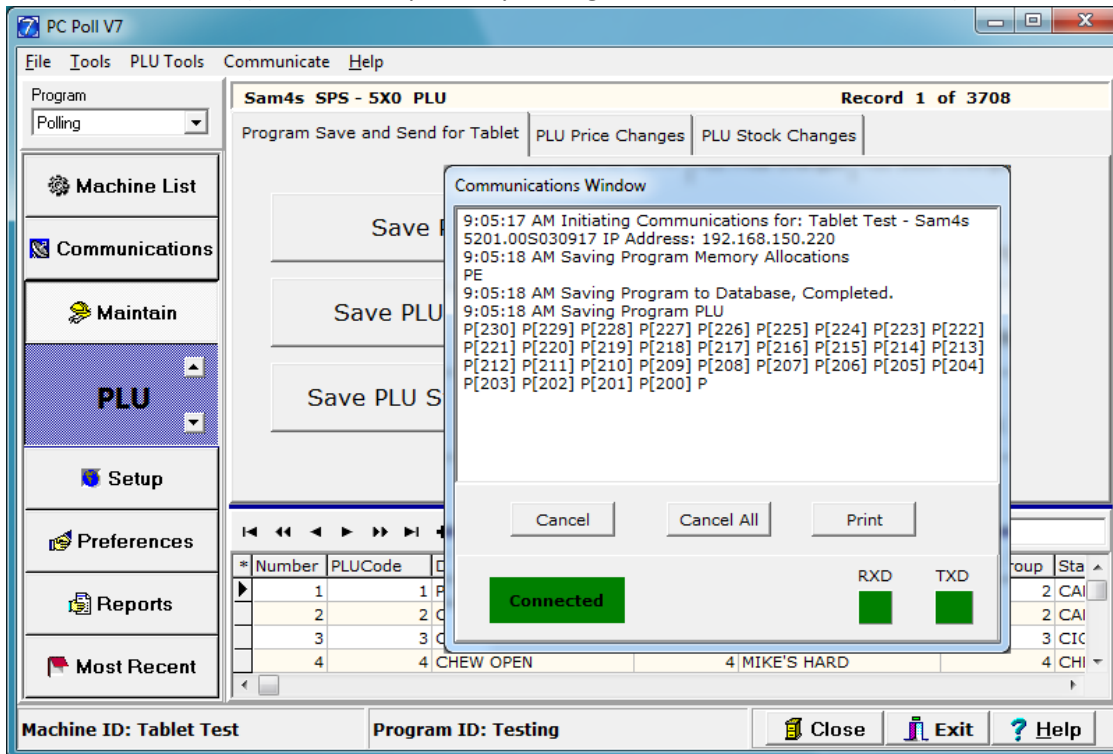 PC Poll V7
File Tools PLU Tools Communicate Help
Program
Polling
Machine List
Communications
Maintain
PLU
Setup
Preferences
Reports
Most Recent
Sam4s SPS - 5X0 PLU Record 1 of 3708
Program Save and Send for Tablet PLU Price Changes PLU Stock Changes
Save
Save PLU
Save PLU S
Communications Window
9:05:17 AM Initiating Communications for: Tablet Test - Sam4s
5201.00S030917 IP Address: 192.168.150.220
9:05:18 AM Saving Program Memory Allocations
PE
9:05:18 AM Saving Program to Database, Completed.
9:05:18 AM Saving Program PLU
P[230] P[229] P[228] P[227] P[226] P[225] P[224] P[223] P[222]
P[221] P[220] P[219] P[218] P[217] P[216] P[215] P[214] P[213]
P[212] P[211] P[210] P[209] P[208] P[207] P[206] P[205] P[204]
P[203] P[202] P[201] P[200] P
Cancel Cancel All Print
Connected RXD TXD
* Number PLUCode D roup Sta
1 1 P 2 CAI
2 2 C 2 CAI
3 3 C 3 CIC
4 4 CHEW OPEN 4 MIKE'S HARD 4 CHI
Machine ID: Tablet Test Program ID: Testing Close Exit Help